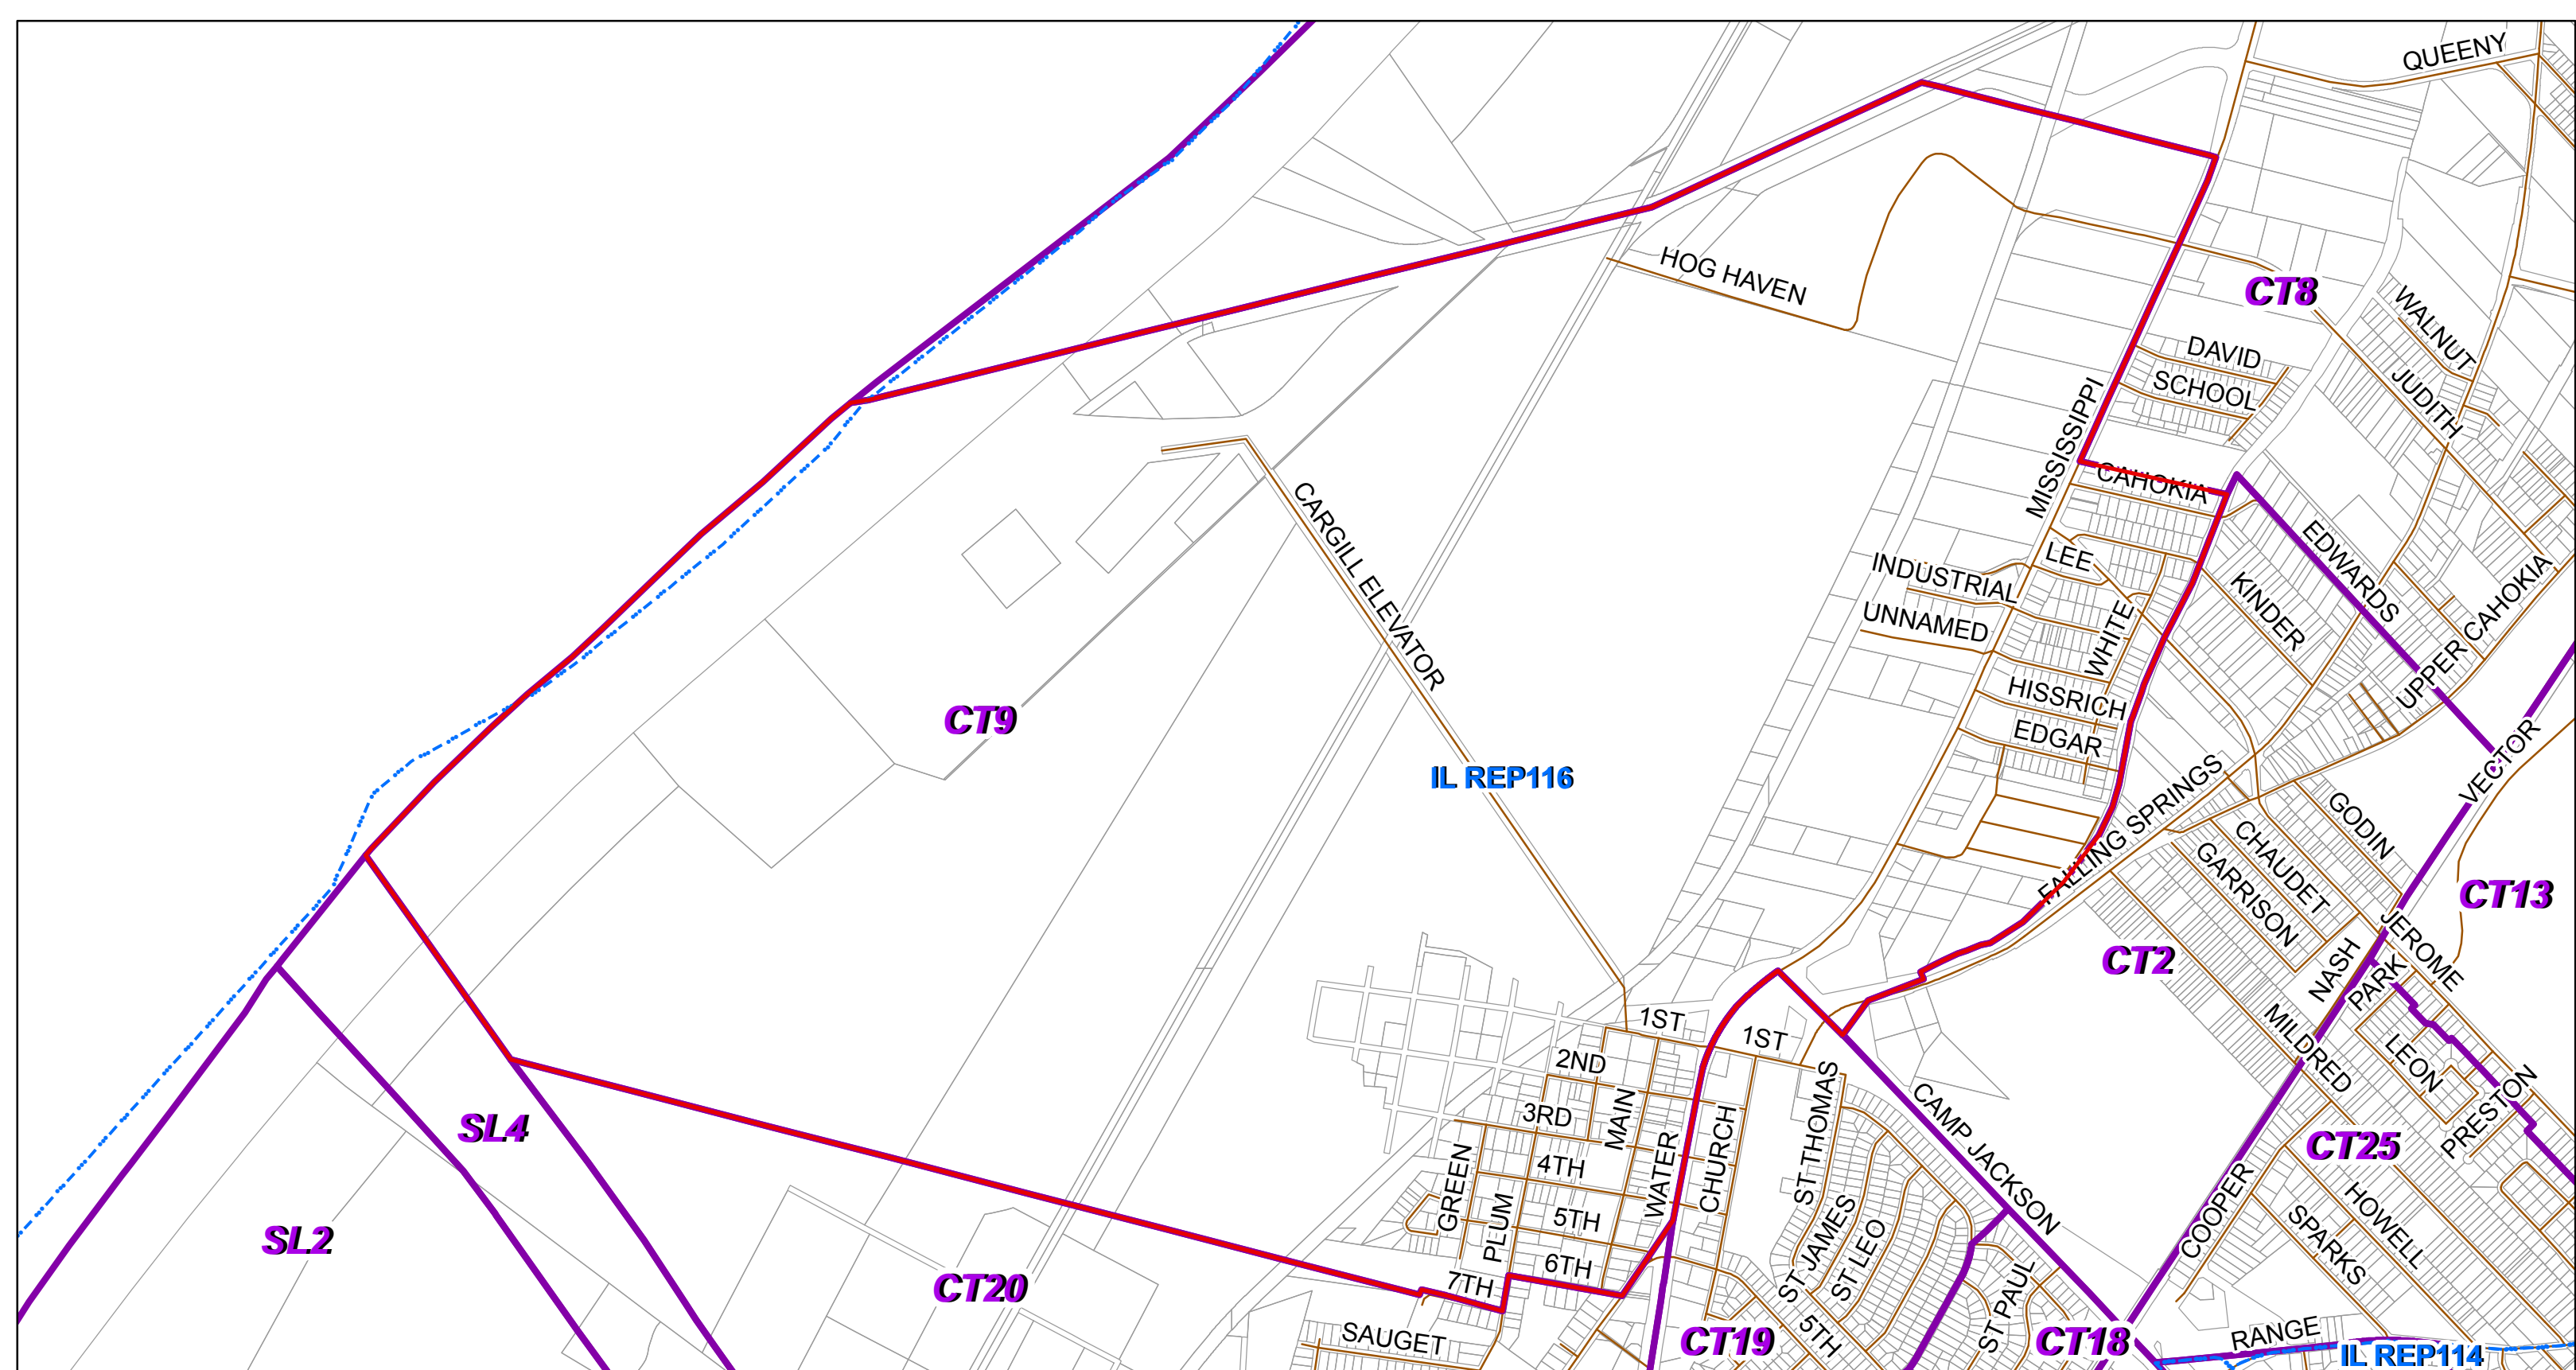 QUEENY
HOG HAVEN
CT8
WALNUT
DAVID
SCHOOL
JUDITH
MISSISSIPPI
CAHOKIA
CARGILL ELEVATOR
EDWARDS
LEE
INDUSTRIAL
UNNAMED
KINDER
UPPER CAHOKIA
WHITE
HISSRICH
EDGAR
CT9
IL REP116
VECTOR
FALLING SPRINGS
GODIN
CHAUDET
GARRISON
CT13
CT2
JEROME
NASH
PARK
MILDRED
LEON
PRESTON
1ST
1ST
2ND
3RD
MAIN
4TH
GREEN
PLUM
5TH
6TH
7TH
WATER
CHURCH
ST THOMAS
CAMP JACKSON
ST JAMES
ST LEO
ST PAUL
5TH
CT25
COOPER
HOWELL
SPARKS
SL4
SL2
CT20
SAUGET
CT19
CT18
RANGE
IL REP114